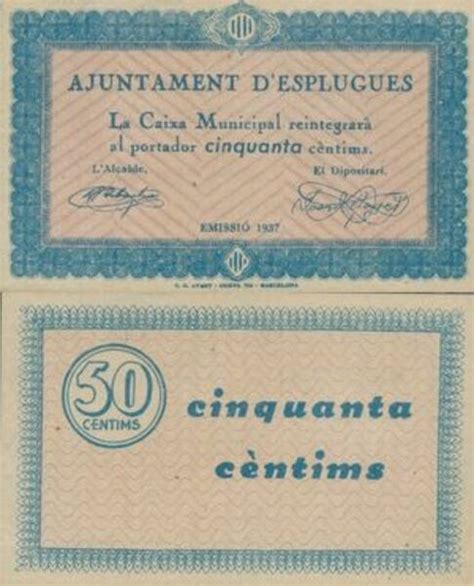 AJUNTAMENT D'ESPLUGUES
La Caixa Municipal reintegrarà
al portador cinquanta cèntims.
L'Alcalde, El Dipositari,
EMISSIÓ 1937
BARCELONA
50
CENTIMS
cinquanta
cèntims